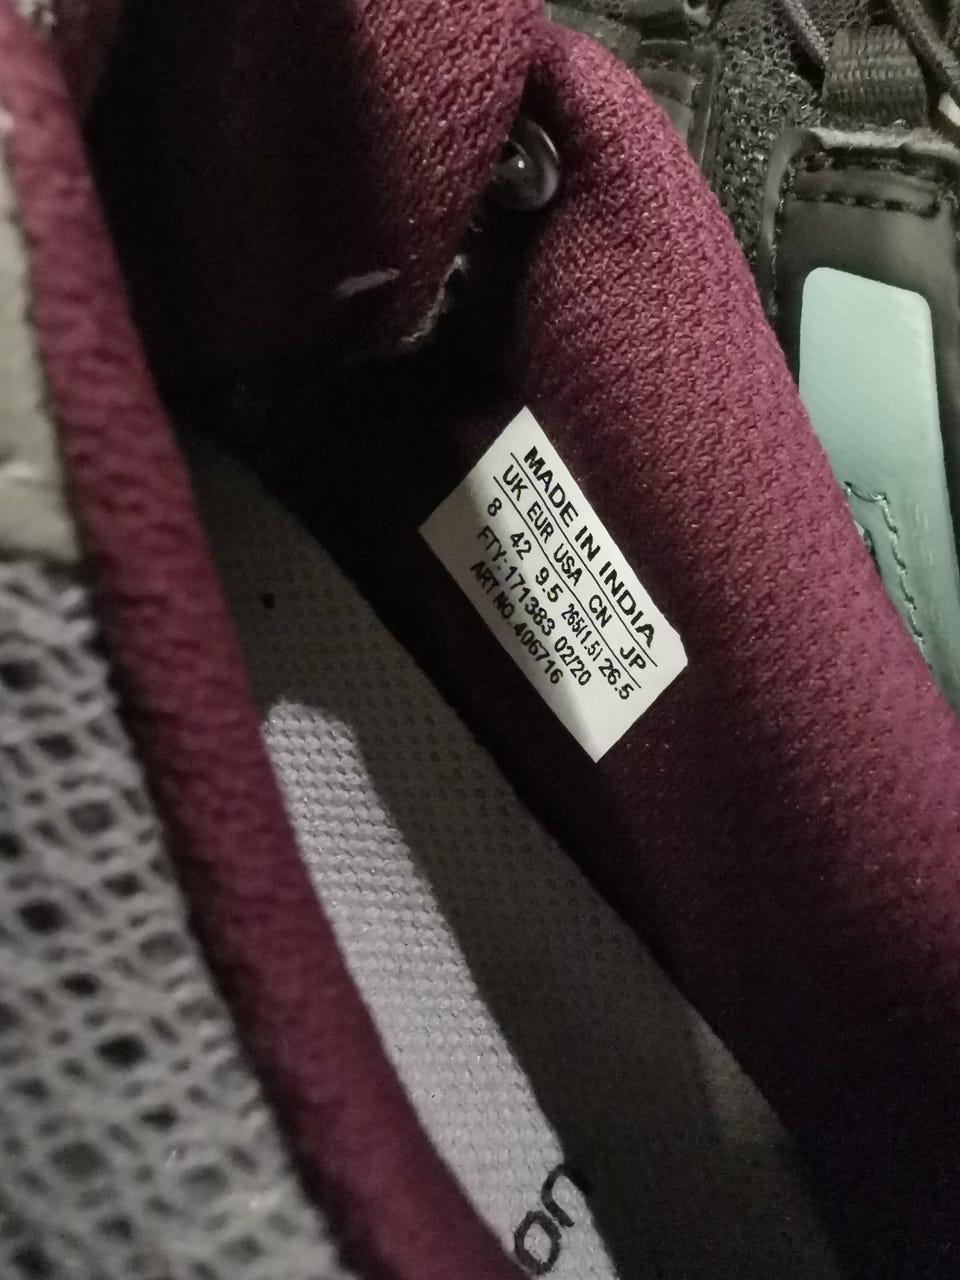 MADE IN INDIA
UK EUR USA CN JP
8 42 9.5 265(1.5) 26.5
FTY:-171383 02/20
ART NO. 406716
on